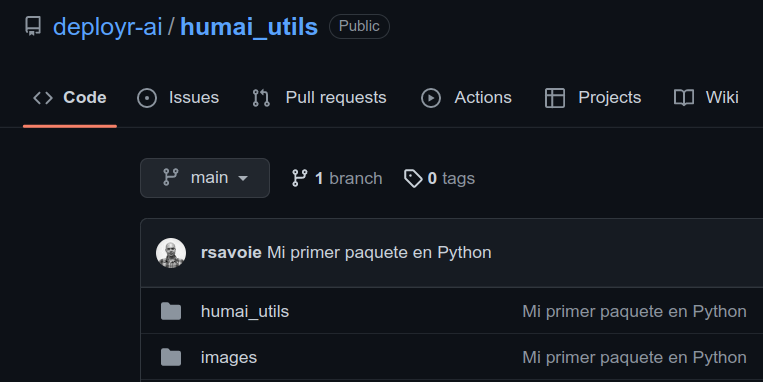 deployr-ai / humai_utils Public
Code Issues Pull requests Actions Projects Wiki
main 1 branch 0 tags
rsavoie Mi primer paquete en Python
humai_utils Mi primer paquete en Python
images Mi primer paquete en Python